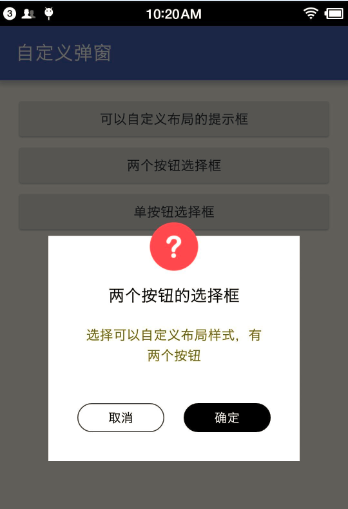 3
10:20AM
自定义弹窗
可以自定义布局的提示框
两个按钮选择框
单按钮选择框
?
两个按钮的选择框
选择可以自定义布局样式，有
两个按钮
取消
确定